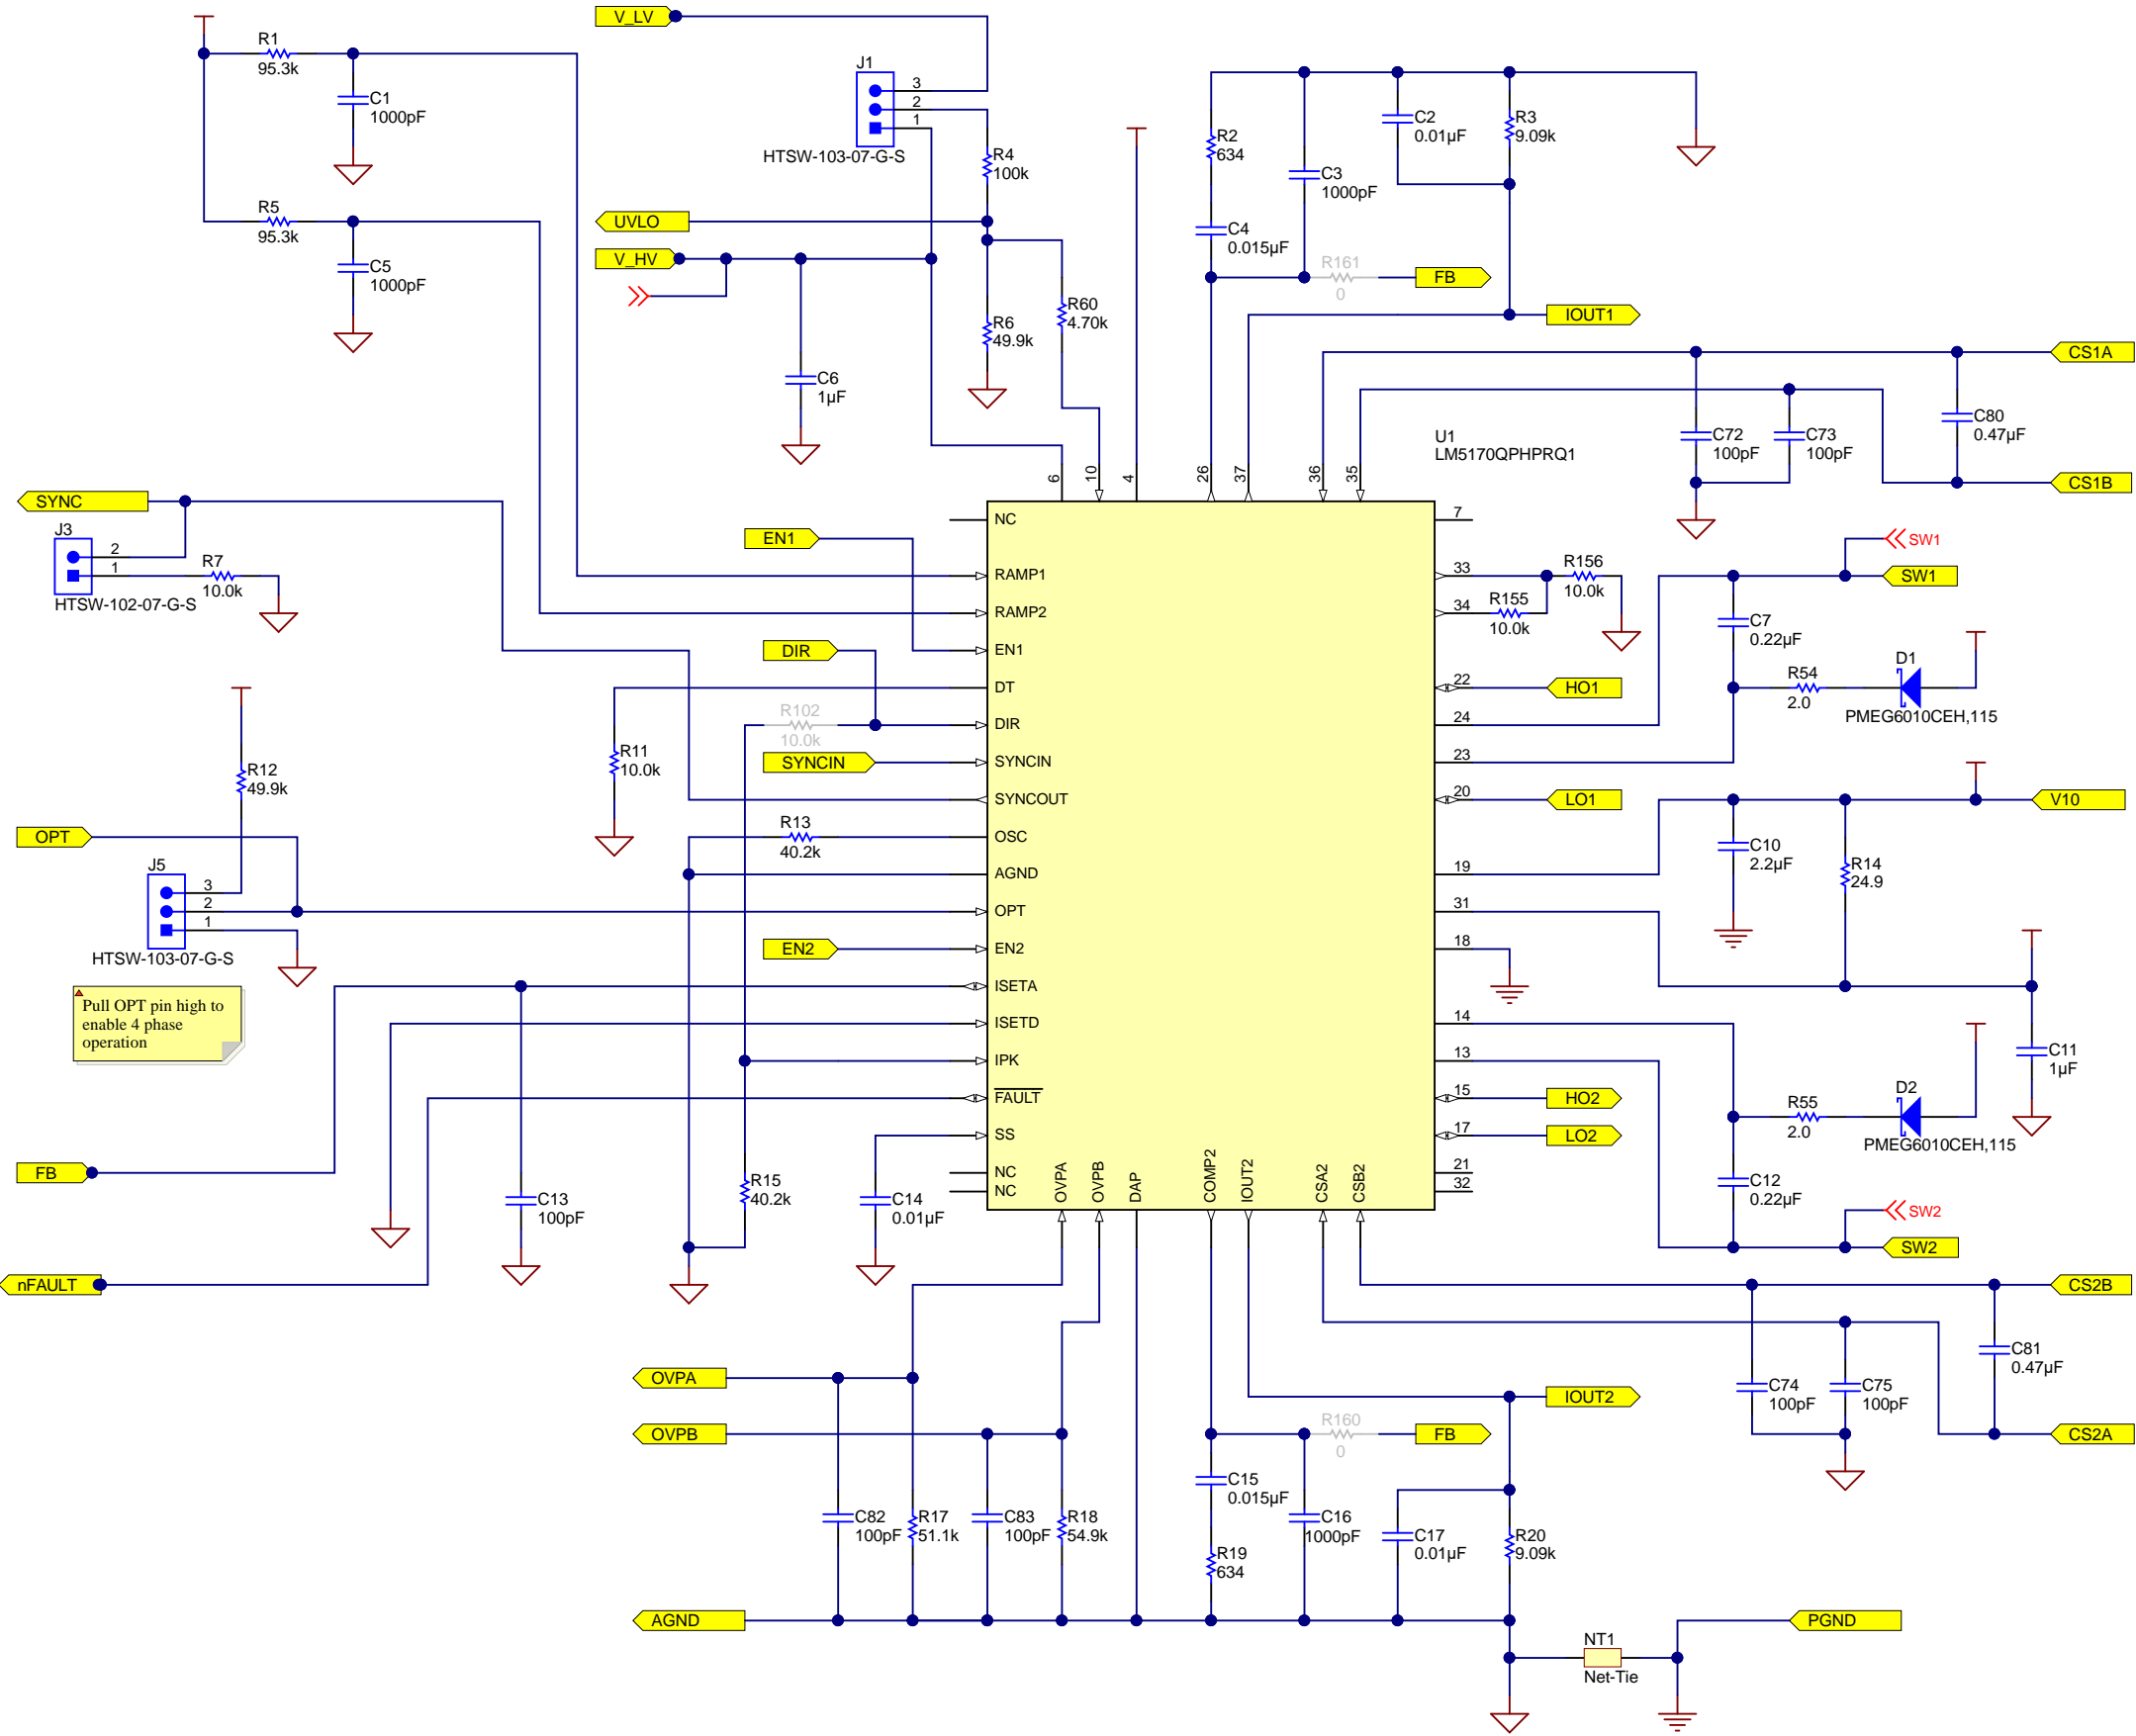 V_LV
R1
95.3k
C1
1000pF
J1
3
2
1
HTSW-103-07-G-S
R4
100k
R2
634
C3
1000pF
C2
0.01µF
R3
9.09k
R5
95.3k
C5
1000pF
UVLO
V_HV
C4
0.015µF
R161
0
FB
IOUT1
R60
4.70k
R6
49.9k
C6
1µF
CS1A
C80
0.47µF
C72
100pF
C73
100pF
CS1B
U1
LM5170QPHPRQ1
6
10
4
26
37
36
35
SYNC
J3
2
1
HTSW-102-07-G-S
R7
10.0k
EN1
DIR
R102
10.0k
R11
10.0k
SYNCIN
R13
40.2k
R12
49.9k
OPT
J5
3
2
1
HTSW-103-07-G-S
EN2
Pull OPT pin high to
enable 4 phase
operation
FB
nFAULT
C13
100pF
R15
40.2k
C14
0.01µF
NC
RAMP1
RAMP2
EN1
DT
DIR
SYNCIN
SYNCOUT
OSC
AGND
OPT
EN2
ISETA
ISETD
IPK
FAULT
SS
NC
NC
OVPA
OVPB
DAP
COMP2
IOUT2
CSA2
CSB2
7
33
34
22
24
23
20
19
31
18
14
13
15
17
21
32
R156
10.0k
R155
10.0k
SW1
SW1
C7
0.22µF
R54
2.0
D1
PMEG6010CEH,115
HO1
LO1
V10
C10
2.2µF
R14
24.9
C11
1µF
HO2
LO2
R55
2.0
D2
PMEG6010CEH,115
C12
0.22µF
SW2
SW2
CS2B
C81
0.47µF
C74
100pF
C75
100pF
CS2A
OVPA
OVPB
C82
100pF
R17
51.1k
C83
100pF
R18
54.9k
IOUT2
R160
0
FB
C15
0.015µF
C16
1000pF
R19
634
C17
0.01µF
R20
9.09k
AGND
PGND
NT1
Net-Tie